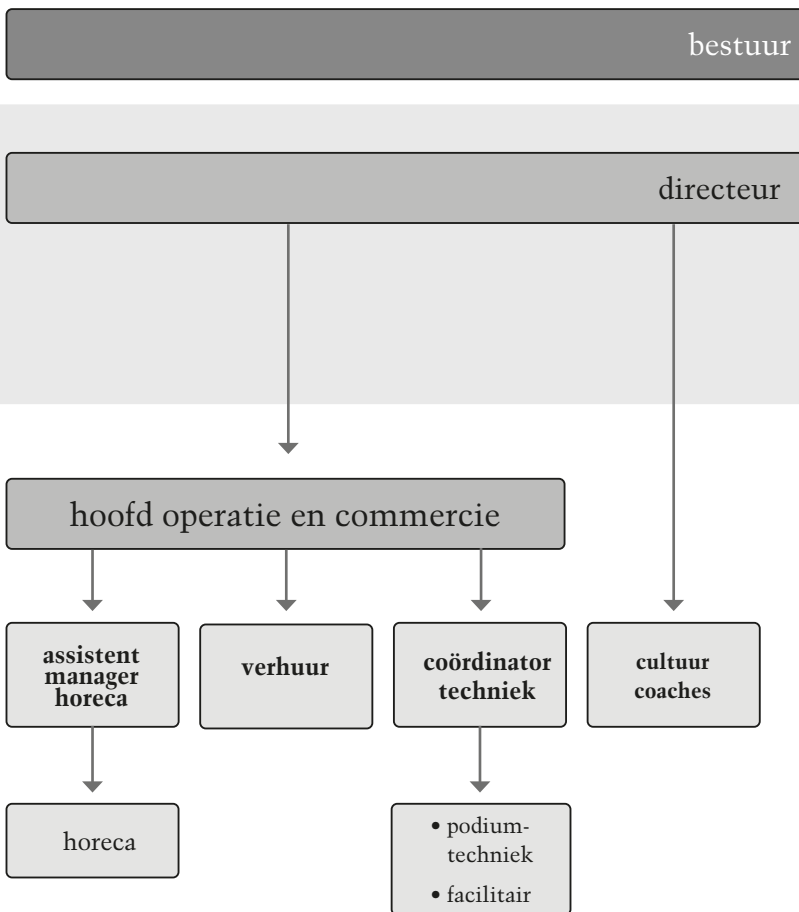 bestuur
directeur
hoofd operatie en commercie
assistent
manager
horeca
verhuur
coördinator
techniek
cultuur
coaches
horeca
• podium-
techniek
• facilitair